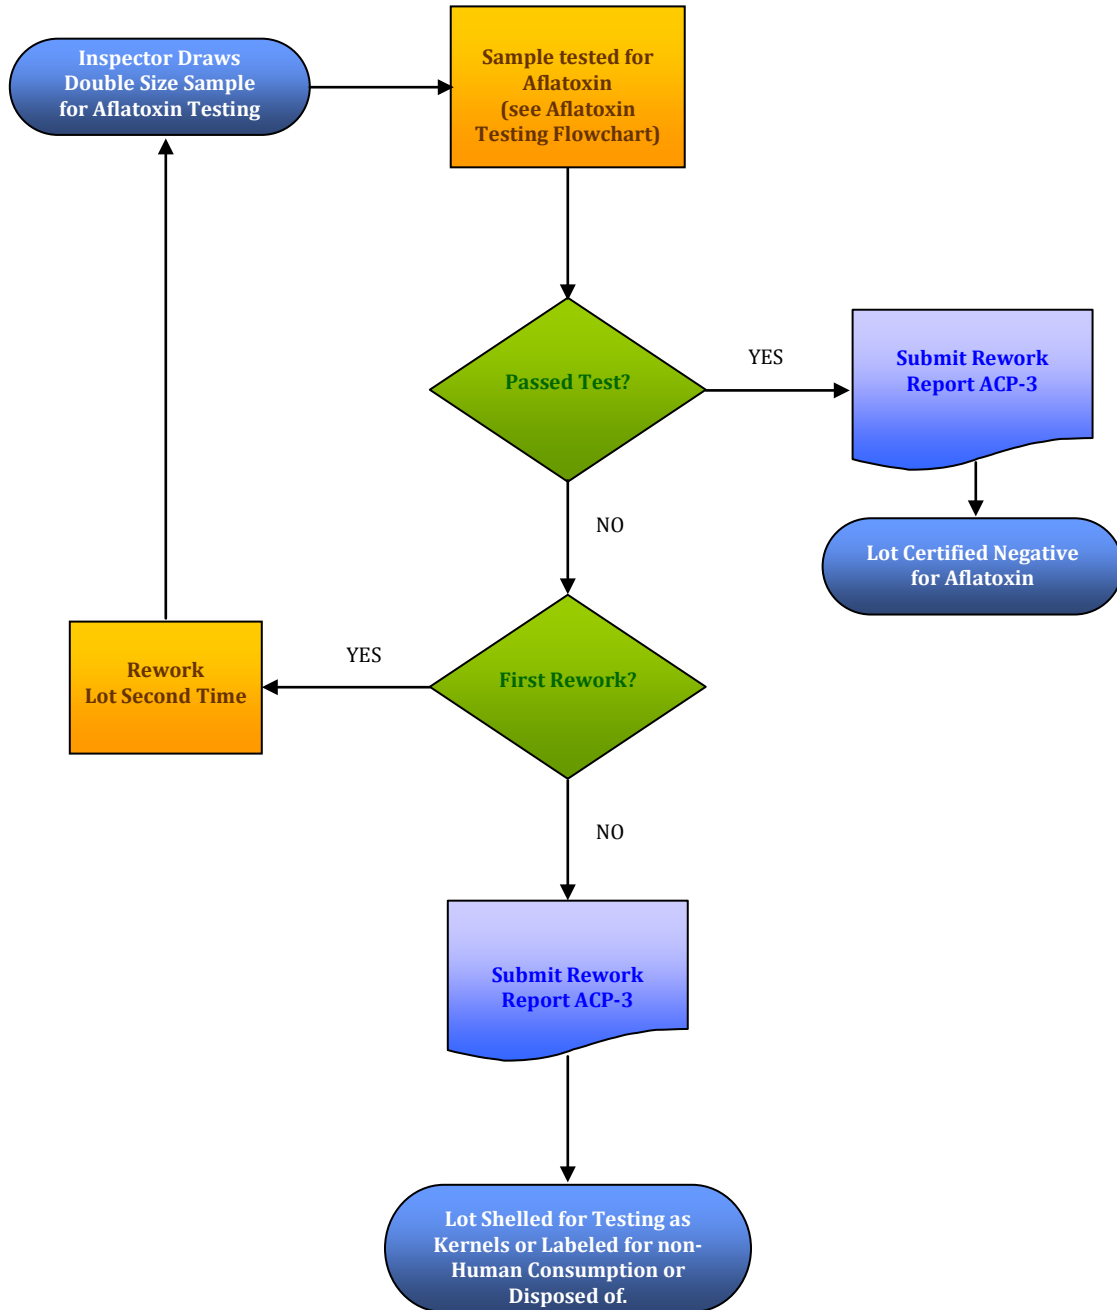 Inspector Draws
Double Size Sample
for Aflatoxin Testing
Sample tested for
Aflatoxin
(see Aflatoxin
Testing Flowchart)
Passed Test?
YES
Submit Rework
Report ACP-3
Lot Certified Negative
for Aflatoxin
NO
First Rework?
YES
Rework
Lot Second Time
NO
Submit Rework
Report ACP-3
Lot Shelled for Testing as
Kernels or Labeled for non-
Human Consumption or
Disposed of.